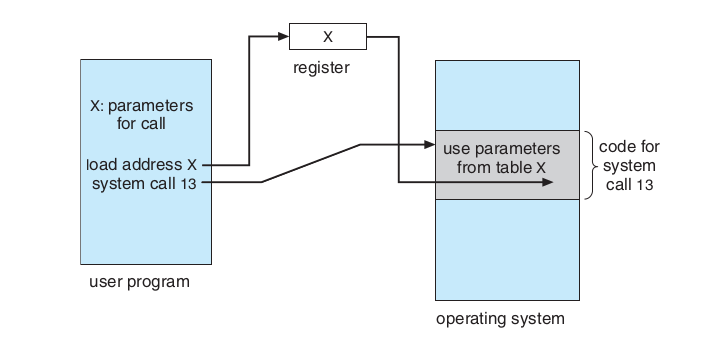 X
register
X: parameters
for call
load address X
system call 13
user program
use parameters
from table X
code for
system
call 13
operating system